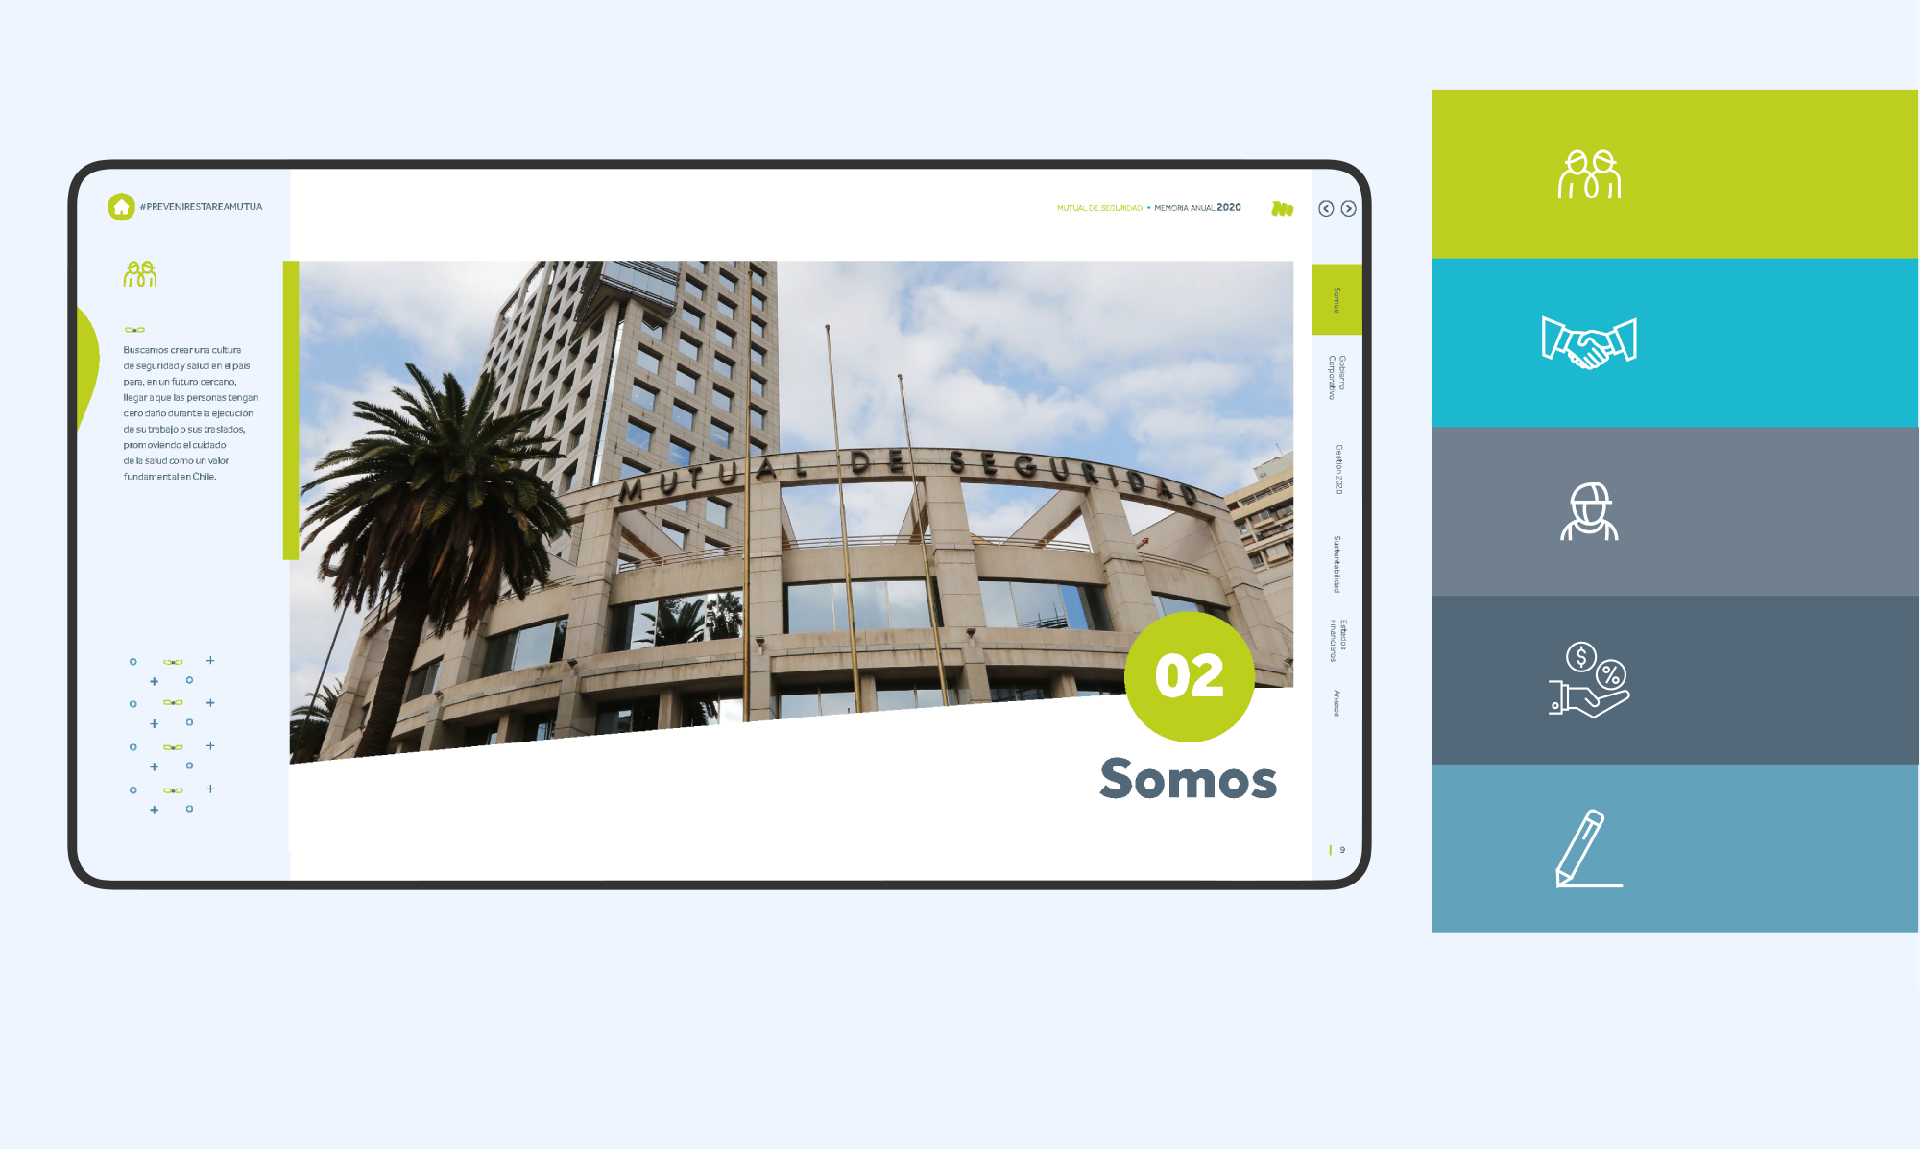 #PREVENIRESTAREAMUTUA
MUTUAL DE SEGURIDAD • MEMORIA ANUAL 2020
Buscamos crear una cultura
de seguridad y salud en el país
para, en un futuro cercano,
llegar a que las personas tengan
cero daño durante la ejecución
de su trabajo o sus traslados,
promoviendo el cuidado
de la salud como un valor
fundamental en Chile.
MUTUAL DE SEGURIDAD
02
Somos
Somos
Gobierno
Corporativo
Gestión 2020
Sustentabilidad
Estados
Financieros
Anexos
9
$
%